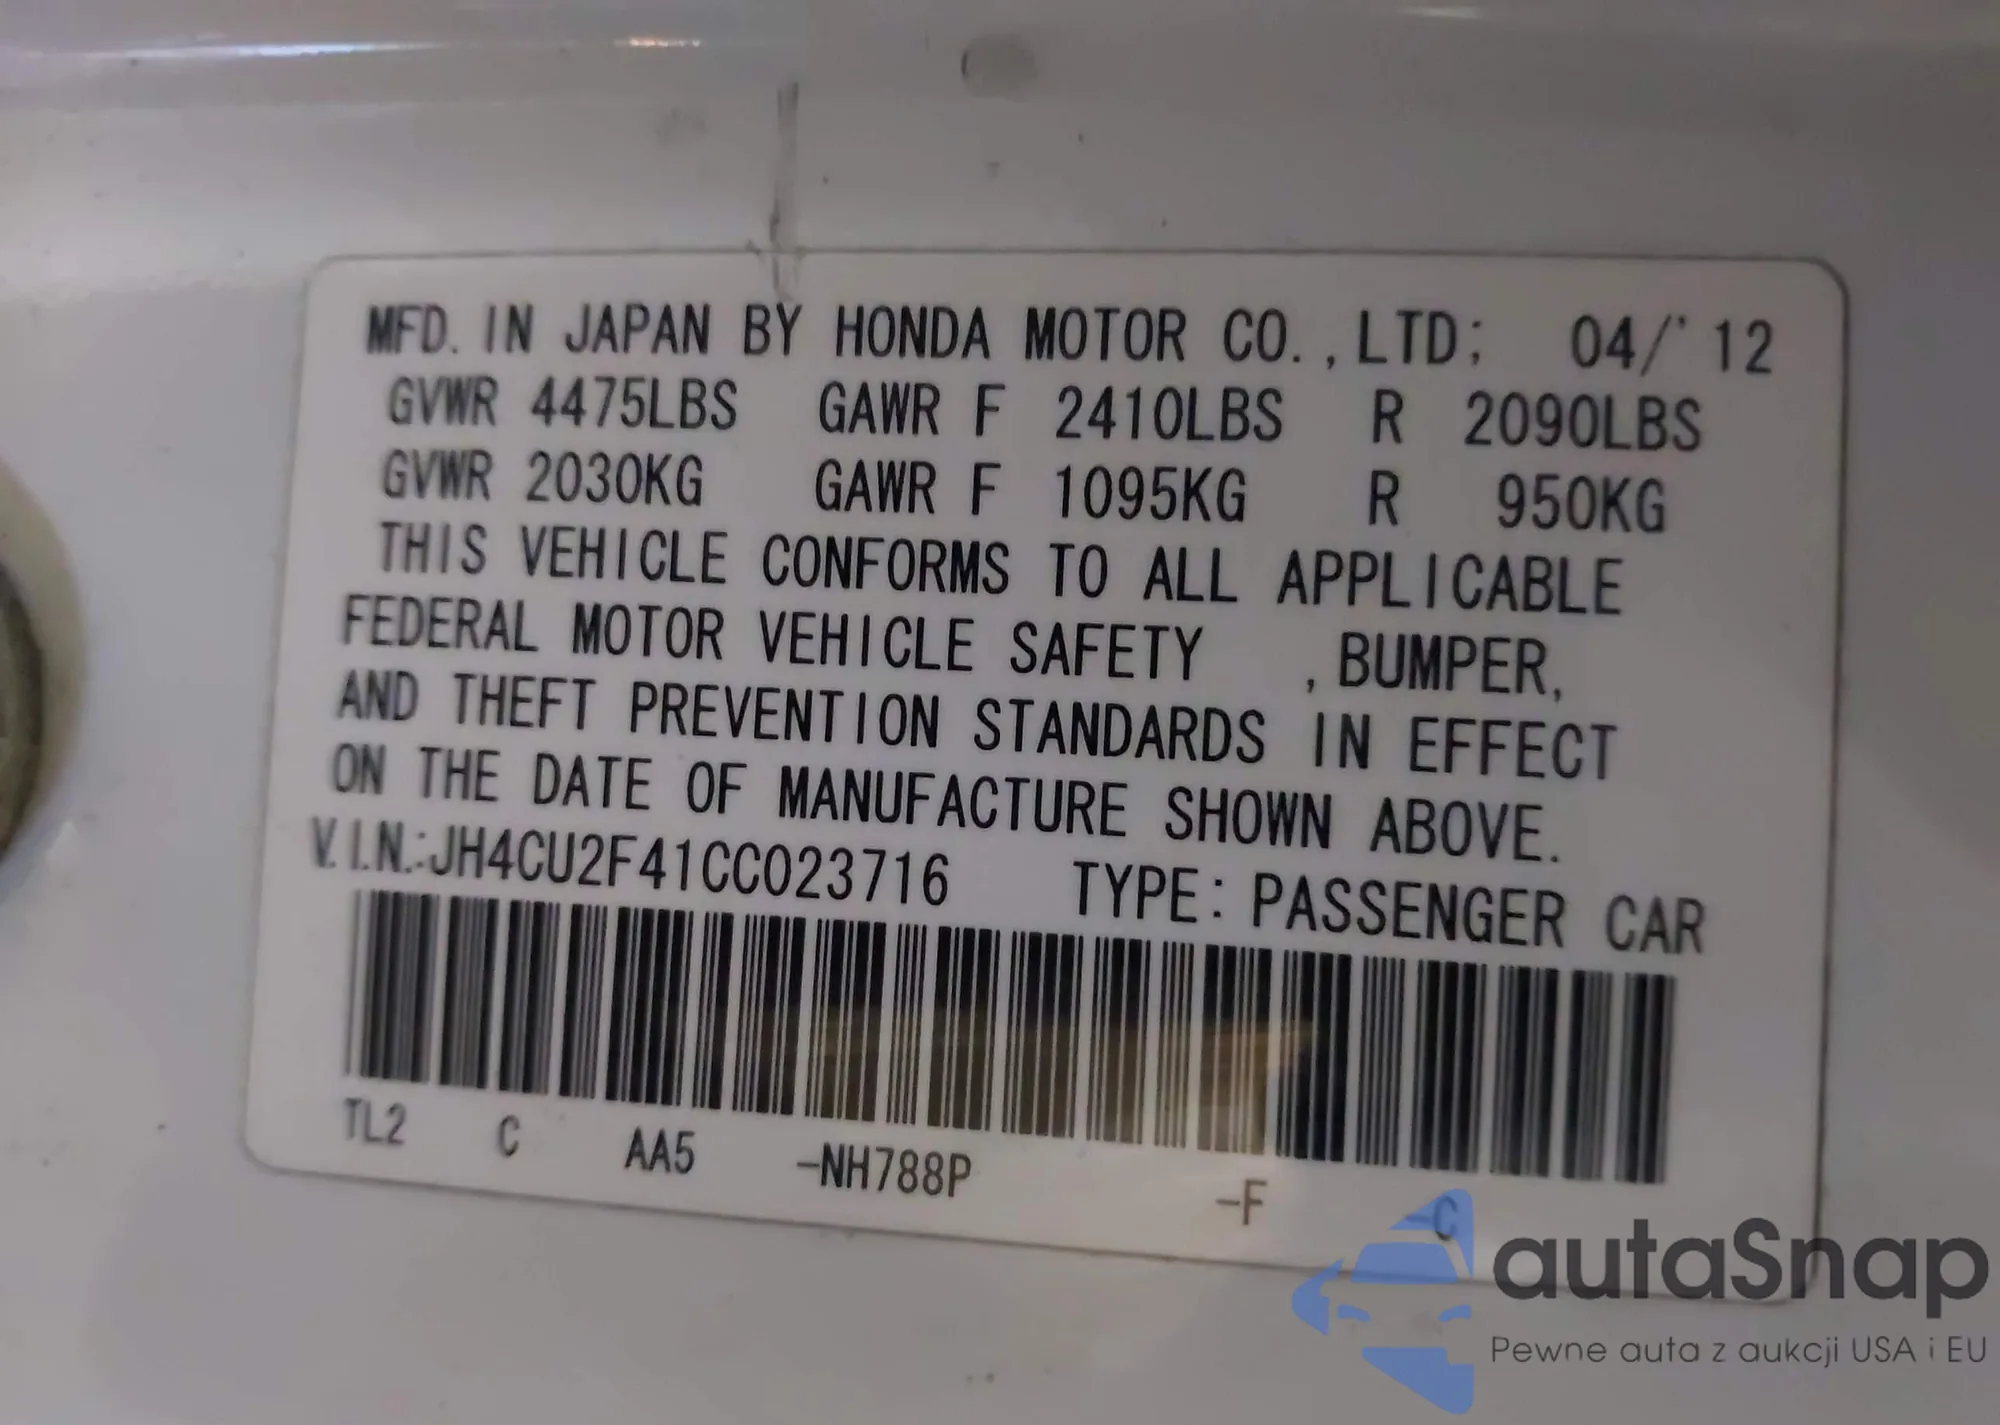 MFD. IN JAPAN BY HONDA MOTOR CO.,LTD; 04/'12
GVWR 4475LBS GAWR F 2410LBS R 2090LBS
GVWR 2030KG GAWR F 1095KG R 950KG
THIS VEHICLE CONFORMS TO ALL APPLICABLE
FEDERAL MOTOR VEHICLE SAFETY ,BUMPER,
AND THEFT PREVENTION STANDARDS IN EFFECT
ON THE DATE OF MANUFACTURE SHOWN ABOVE.
V.I.N.:JH4CU2F41CC023716 TYPE:PASSENGER CAR
TL2 C AA5 -NH788P -F -C
autaSnap
Pewne auta z aukcji USA i EU